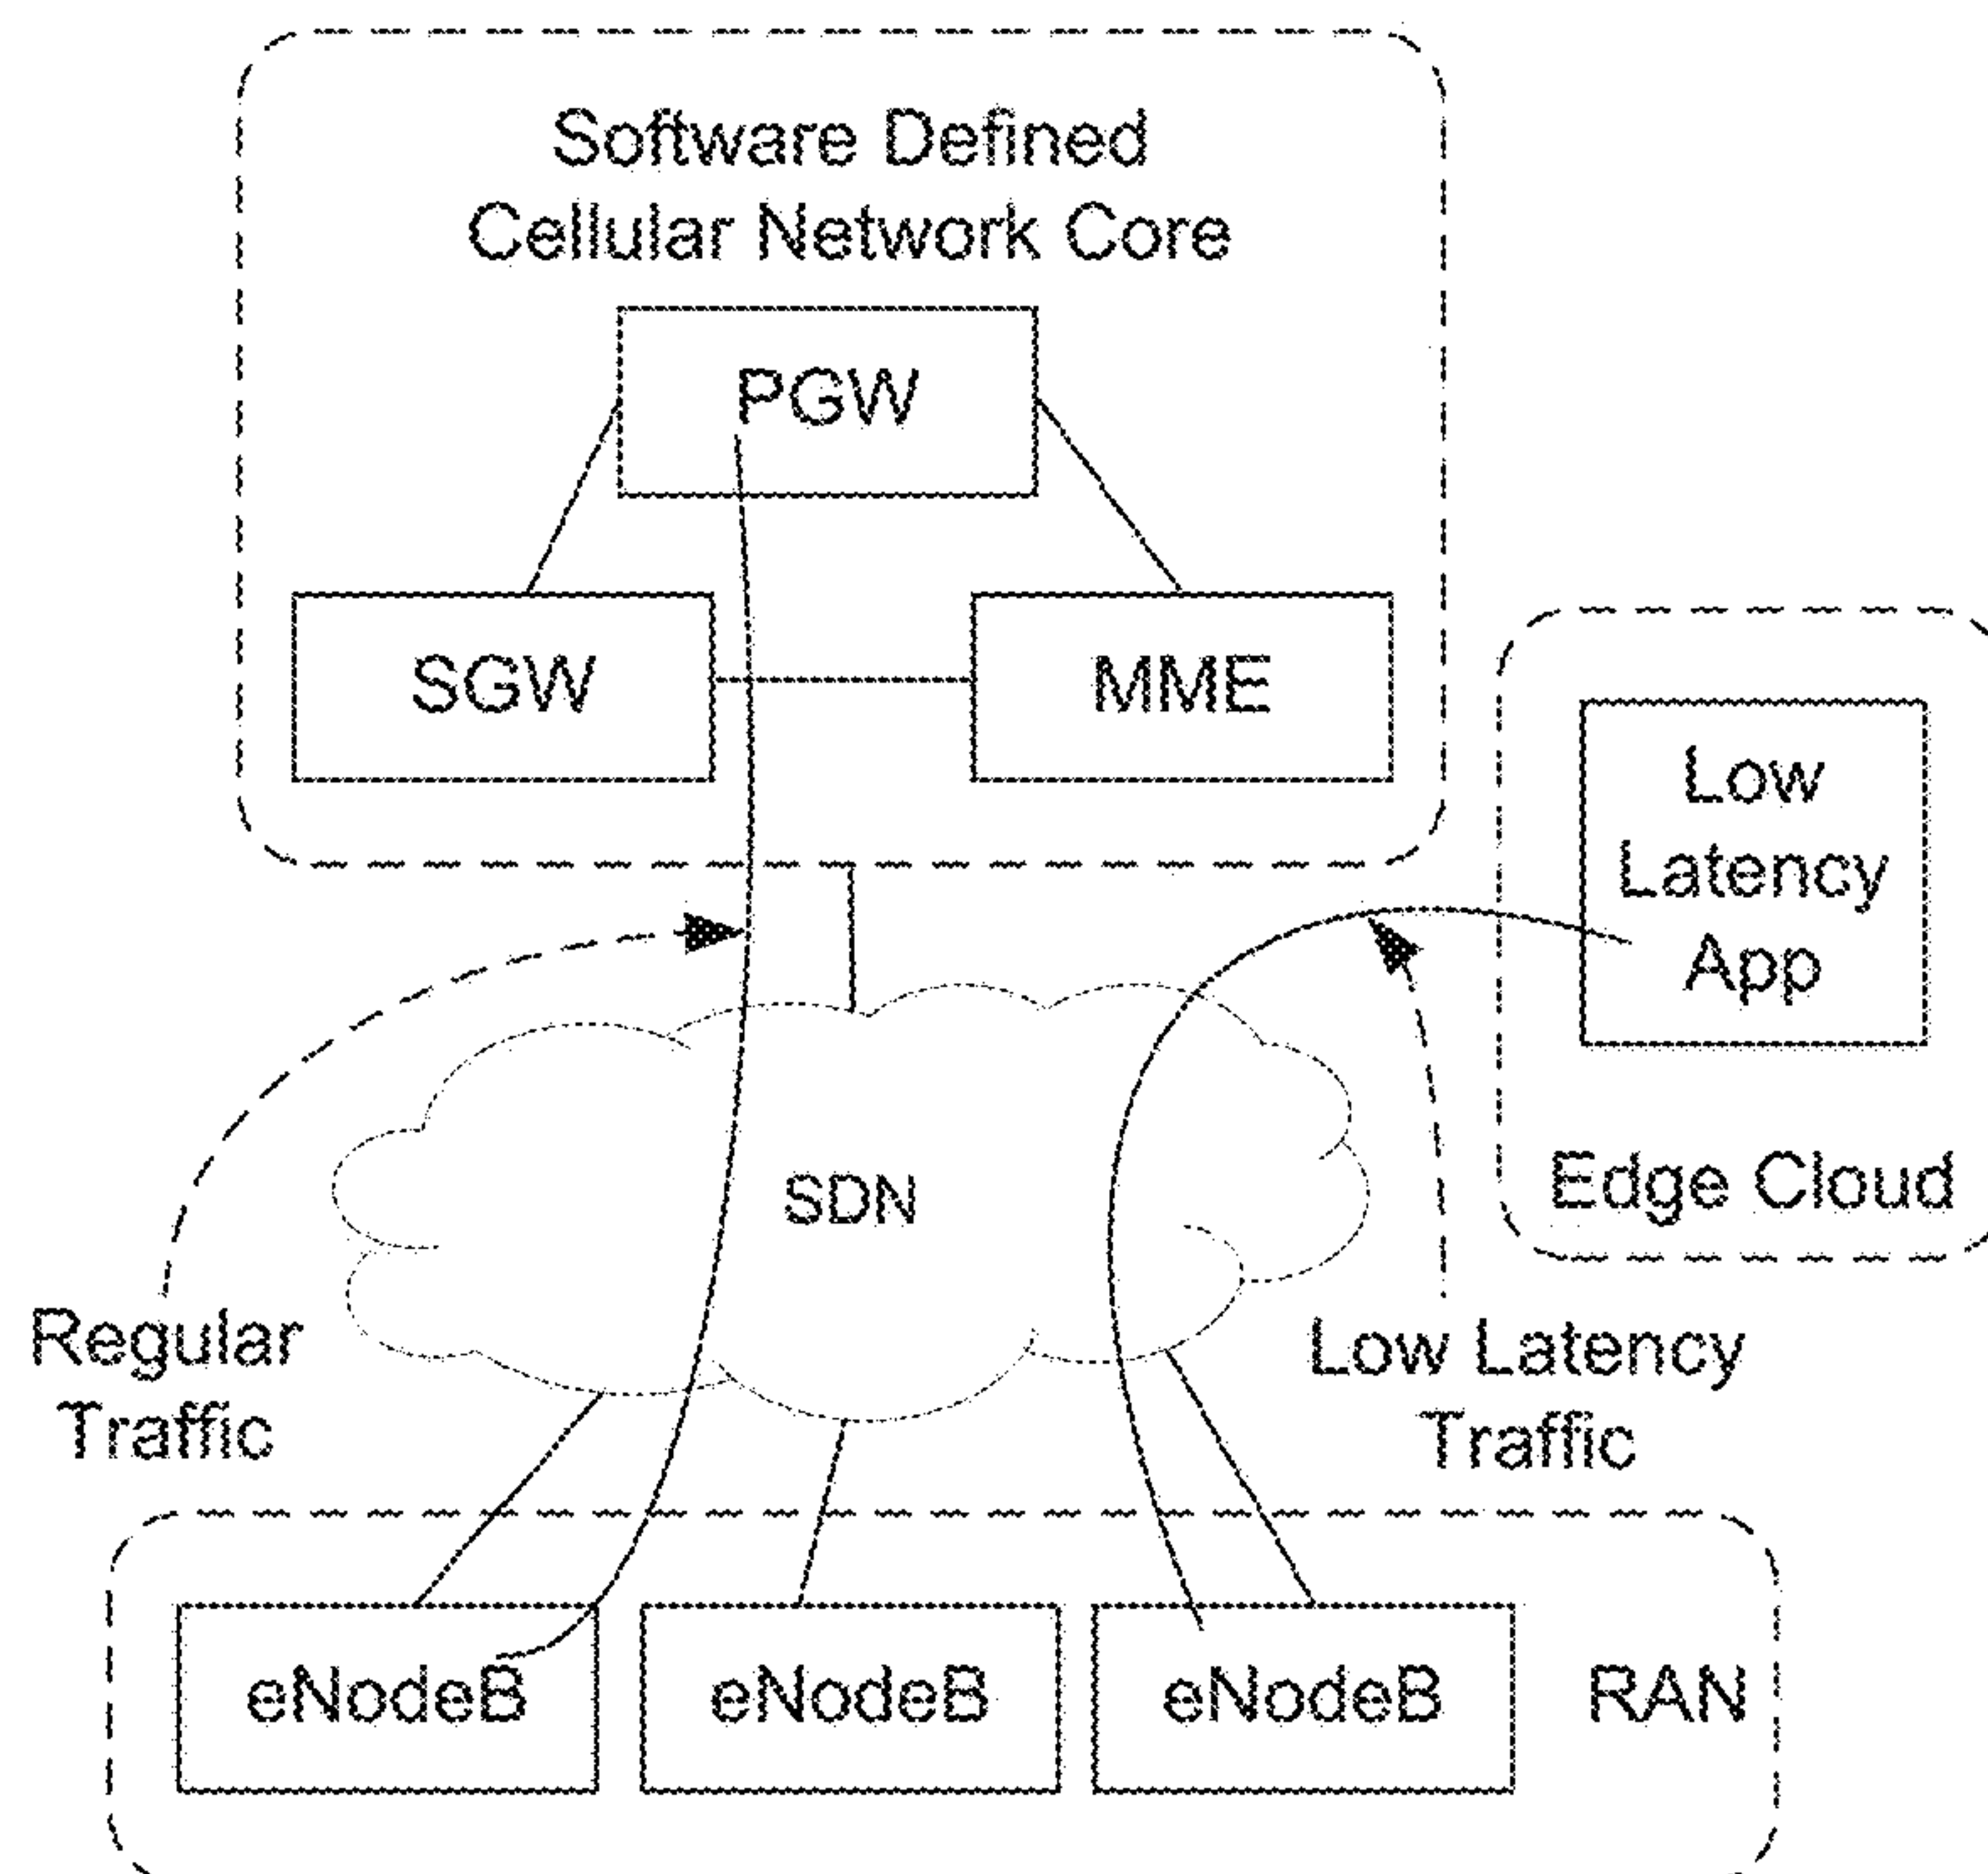 Software Defined
Cellular Network Core
PGW
SGW
MME
Low
Latency
App
Edge Cloud
SDN
Regular
Traffic
Low Latency
Traffic
eNodeB
eNodeB
eNodeB
RAN